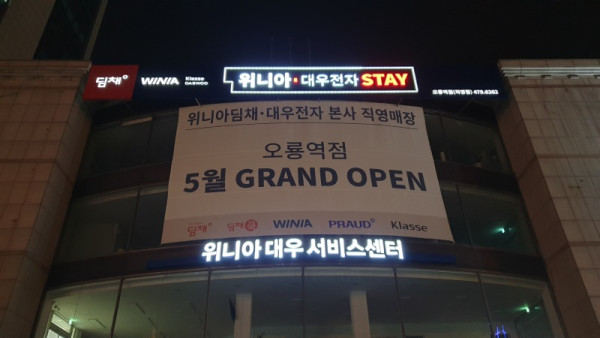 딤채 WINIA Klasse DAEWOO 위니아·대우전자 STAY
위니아딤채·대우전자 본사 직영매장
오룡역점
5월 GRAND OPEN
딤채 딤채 WINIA PRAUD Klasse
위니아 대우 서비스센터